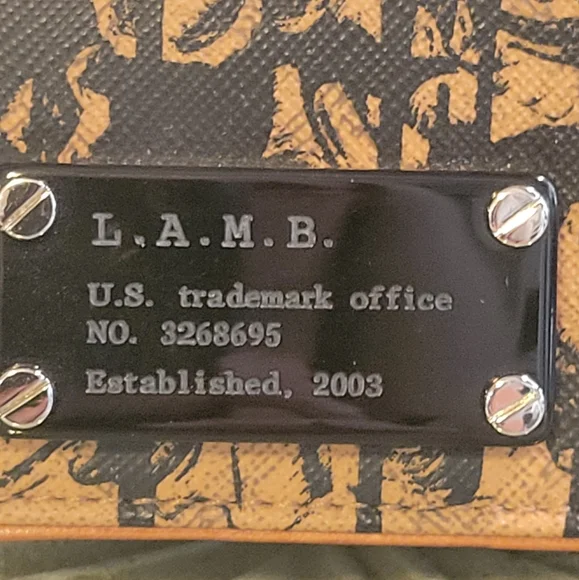 L.A.M.B.
U.S. trademark office
NO. 3268695
Established, 2003